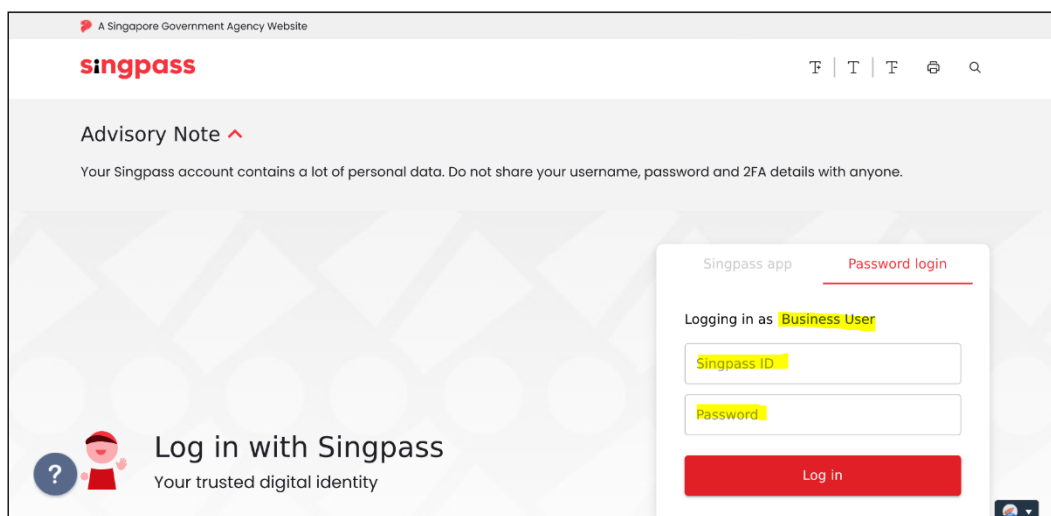 A Singapore Government Agency Website
singpass
Advisory Note
Your Singpass account contains a lot of personal data. Do not share your username, password and 2FA details with anyone.
Singpass app Password login
Logging in as Business User
Singpass ID
Password
Log in
Log in with Singpass
Your trusted digital identity
?